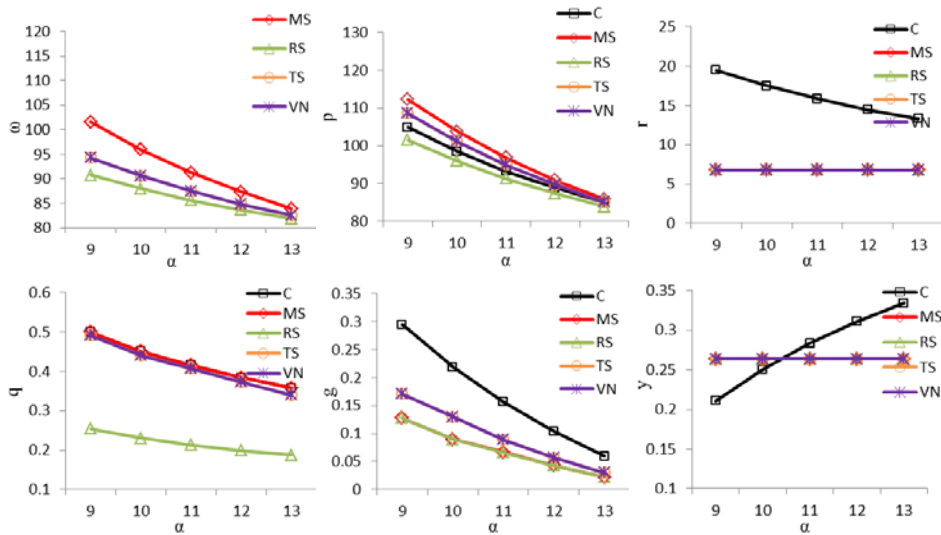 ω
120
115
110
105
100
95
90
85
80
9 10 11 12 13
α
MS
RS
TS
VN
p
130
120
110
100
90
80
9 10 11 12 13
α
C
MS
RS
TS
VN
r
25
20
15
10
5
0
9 10 11 12 13
α
C
MS
RS
TS
VN
q
0.6
0.5
0.4
0.3
0.2
0.1
9 10 11 12 13
α
C
MS
RS
TS
VN
g
0.3
0.25
0.2
0.15
0.1
0.05
0
9 10 11 12 13
α
C
MS
RS
TS
VN
y
0.35
0.3
0.25
0.2
0.15
0.1
9 10 11 12 13
α
C
MS
RS
TS
VN